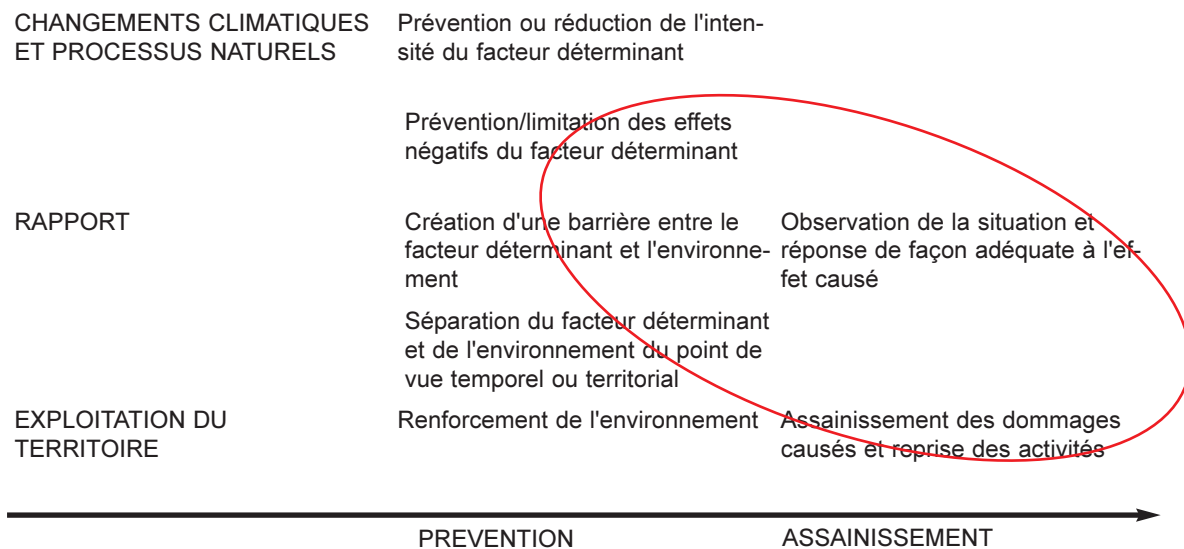 CHANGEMENTS CLIMATIQUES
ET PROCESSUS NATURELS
Prévention ou réduction de l'inten-
sité du facteur déterminant
Prévention/limitation des effets
négatifs du facteur déterminant
RAPPORT
Création d'une barrière entre le
facteur déterminant et l'environne-
ment
Observation de la situation et
réponse de façon adéquate à l'ef-
fet causé
Séparation du facteur déterminant
et de l'environnement du point de
vue temporel ou territorial
EXPLOITATION DU
TERRITOIRE
Renforcement de l'environnement
Assainissement des dommages
causés et reprise des activités
PREVENTION
ASSAINISSEMENT